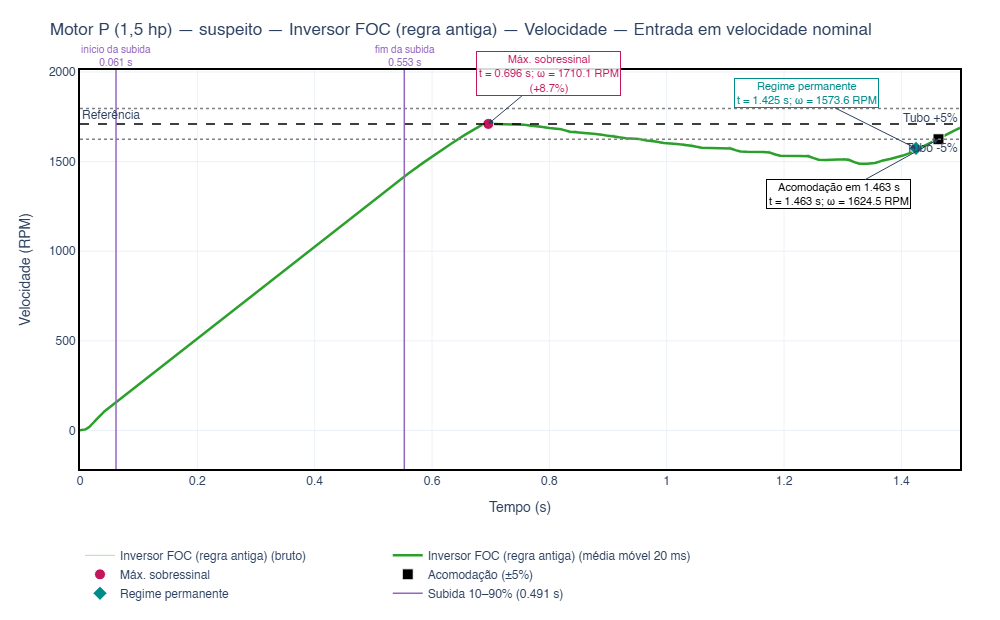 Motor P (1,5 hp) — suspeito — Inversor FOC (regra antiga) — Velocidade — Entrada em velocidade nominal
início da subida
0.061 s
fim da subida
0.553 s
Máx. sobressinal
t = 0.696 s; ω = 1710.1 RPM
(+8.7%)
Regime permanente
t = 1.425 s; ω = 1573.6 RPM
Referência
Tubo +5%
Tubo -5%
Acomodação em 1.463 s
t = 1.463 s; ω = 1624.5 RPM
2000
1500
1000
500
0
Velocidade (RPM)
0 0.2 0.4 0.6 0.8 1 1.2 1.4
Tempo (s)
Inversor FOC (regra antiga) (bruto)
Inversor FOC (regra antiga) (média móvel 20 ms)
Máx. sobressinal
Acomodação (±5%)
Regime permanente
Subida 10–90% (0.491 s)